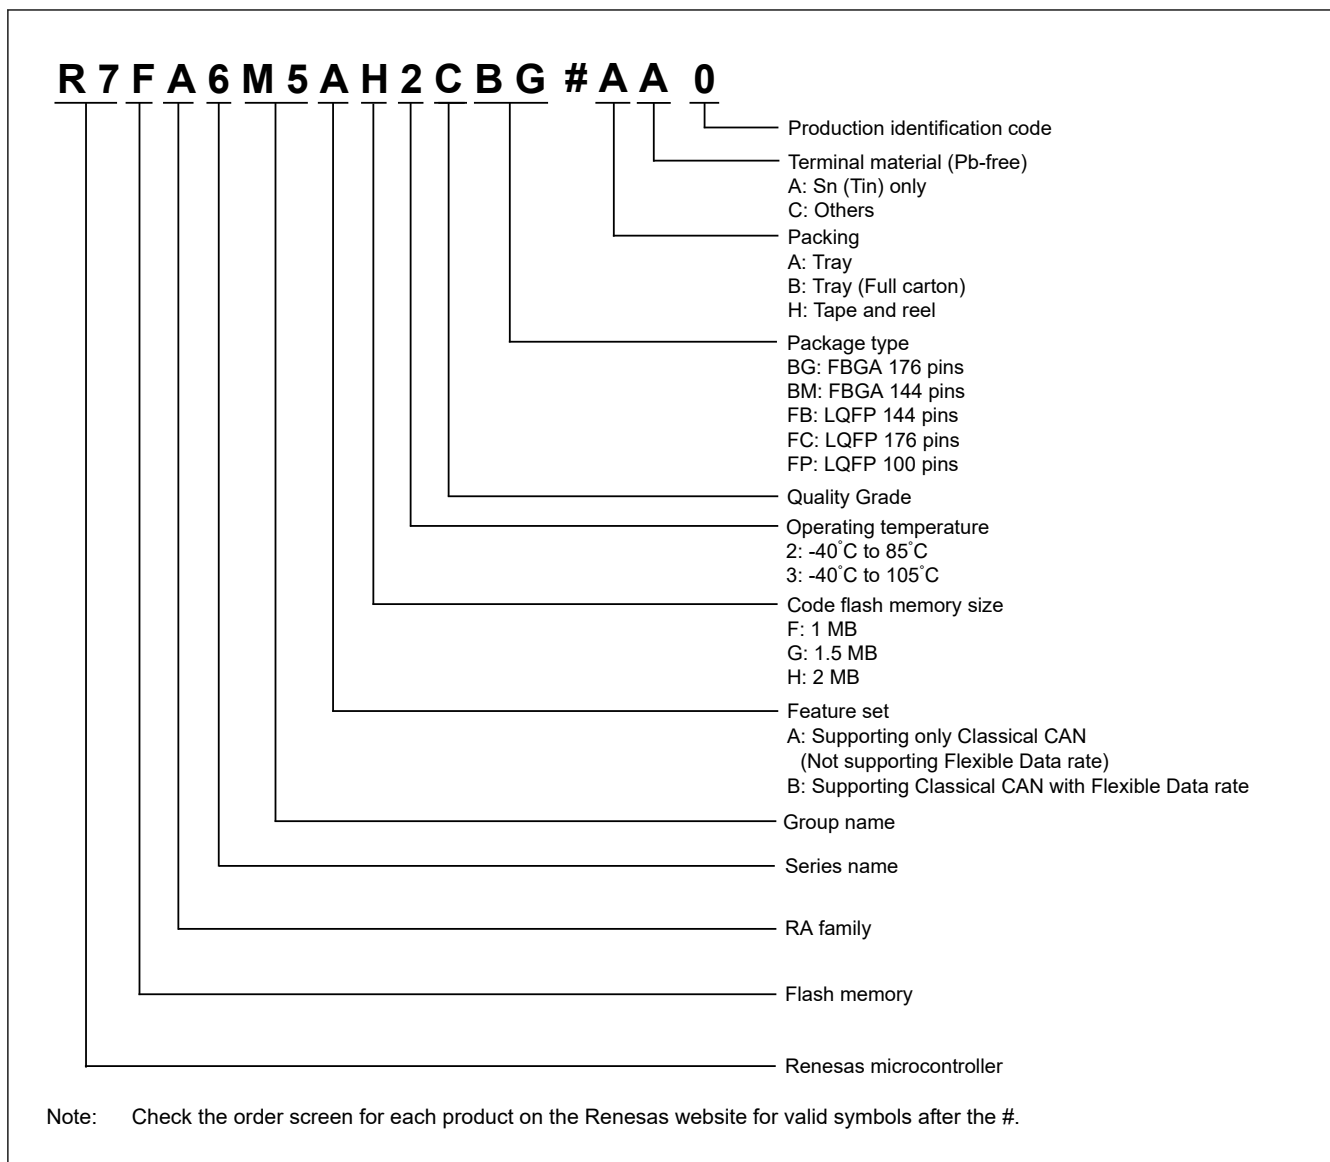 R 7 F A 6 M 5 A H 2 C B G # A A 0
Production identification code
Terminal material (Pb-free)
A: Sn (Tin) only
C: Others
Packing
A: Tray
B: Tray (Full carton)
H: Tape and reel
Package type
BG: FBGA 176 pins
BM: FBGA 144 pins
FB: LQFP 144 pins
FC: LQFP 176 pins
FP: LQFP 100 pins
Quality Grade
Operating temperature
2: -40°C to 85°C
3: -40°C to 105°C
Code flash memory size
F: 1 MB
G: 1.5 MB
H: 2 MB
Feature set
A: Supporting only Classical CAN
(Not supporting Flexible Data rate)
B: Supporting Classical CAN with Flexible Data rate
Group name
Series name
RA family
Flash memory
Renesas microcontroller
Note: Check the order screen for each product on the Renesas website for valid symbols after the #.